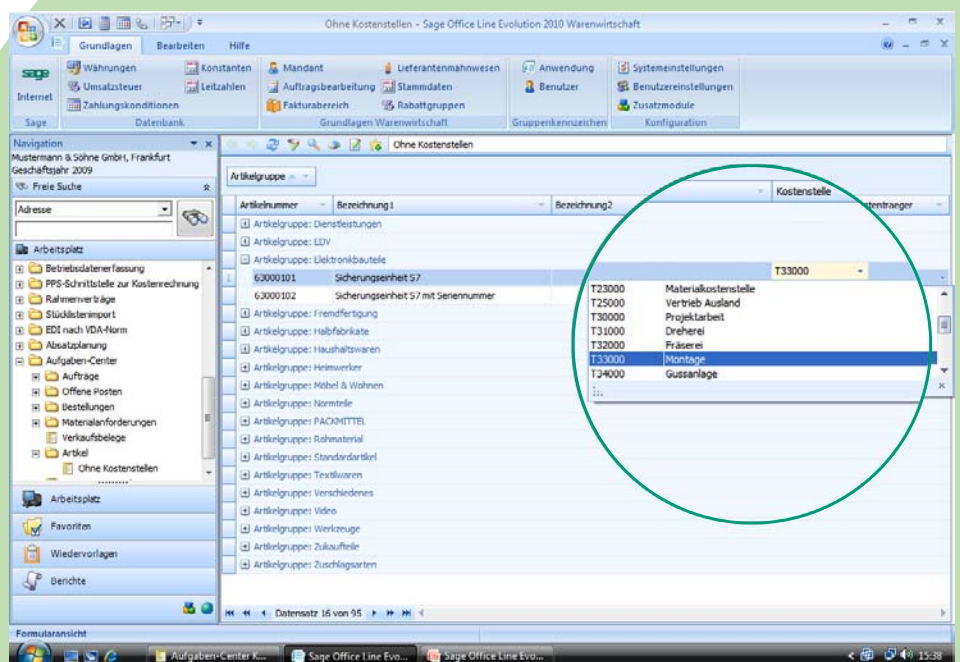 Ohne Kostenstellen - Sage Office Line Evolution 2010 Warenwirtschaft
Grundlagen Bearbeiten Hilfe
sage
Internet
Sage
Währungen
Umsatzsteuer
Zahlungskonditionen
Konstanten
Leitzahlen
Datenbank
Mandant
Auftragsbearbeitung
Fakturabereich
Lieferantenmahnwesen
Stammdaten
Rabattgruppen
Grundlagen Warenwirtschaft
Anwendung
Benutzer
Gruppenkennzeichen
Systemeinstellungen
Benutzereinstellungen
Zusatzmodule
Konfiguration
Navigation
Mustermann & Söhne GmbH, Frankfurt
Geschäftsjahr 2009
Freie Suche
Adresse
Arbeitsplatz
Betriebsdatenerfassung
PPS-Schnittstelle zur Kostenrechnung
Rahmenverträge
Stücklistenimport
EDI nach VDA-Norm
Absatzplanung
Aufgaben-Center
Aufträge
Offene Posten
Bestellungen
Materialanforderungen
Verkaufsbelege
Artikel
Ohne Kostenstellen
Arbeitsplatz
Favoriten
Wiedervorlagen
Berichte
Ohne Kostenstellen
Artikelgruppe
Artikelnummer Bezeichnung1 Bezeichnung2 Kostenstelle
Artikelgruppe: Dienstleistungen
Artikelgruppe: EDV
Artikelgruppe: Elektronikbauteile
63000101 Sicherungseinheit S7 T33000
63000102 Sicherungseinheit S7 mit Seriennummer
Artikelgruppe: Fremdfertigung
Artikelgruppe: Halbfabrikate
Artikelgruppe: Haushaltswaren
Artikelgruppe: Heimwerker
Artikelgruppe: Möbel & Wohnen
Artikelgruppe: Normteile
Artikelgruppe: PACKMITTEL
Artikelgruppe: Rohmaterial
Artikelgruppe: Standardartikel
Artikelgruppe: Textilwaren
Artikelgruppe: Verschiedenes
Artikelgruppe: Video
Artikelgruppe: Werkzeuge
Artikelgruppe: Zukaufteile
Artikelgruppe: Zuschlagsarten
T23000 Materialkostenstelle
T25000 Vertrieb Ausland
T30000 Projektarbeit
T31000 Dreherei
T32000 Fräserei
T33000 Montage
T34000 Gussanlage
Datensatz 16 von 95
Formularansicht
Aufgaben-Center K... Sage Office Line Evo... Sage Office Line Evo... 15:38